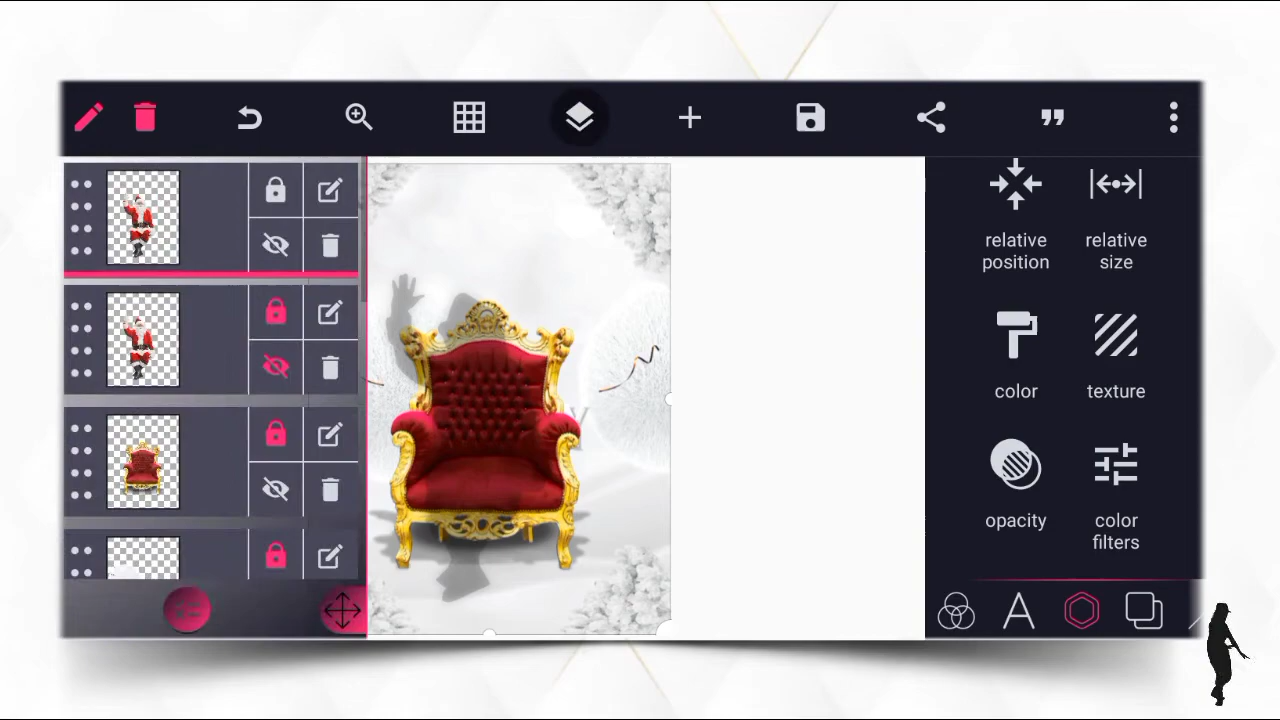 relative
position
relative
size
color
texture
opacity
color
filters